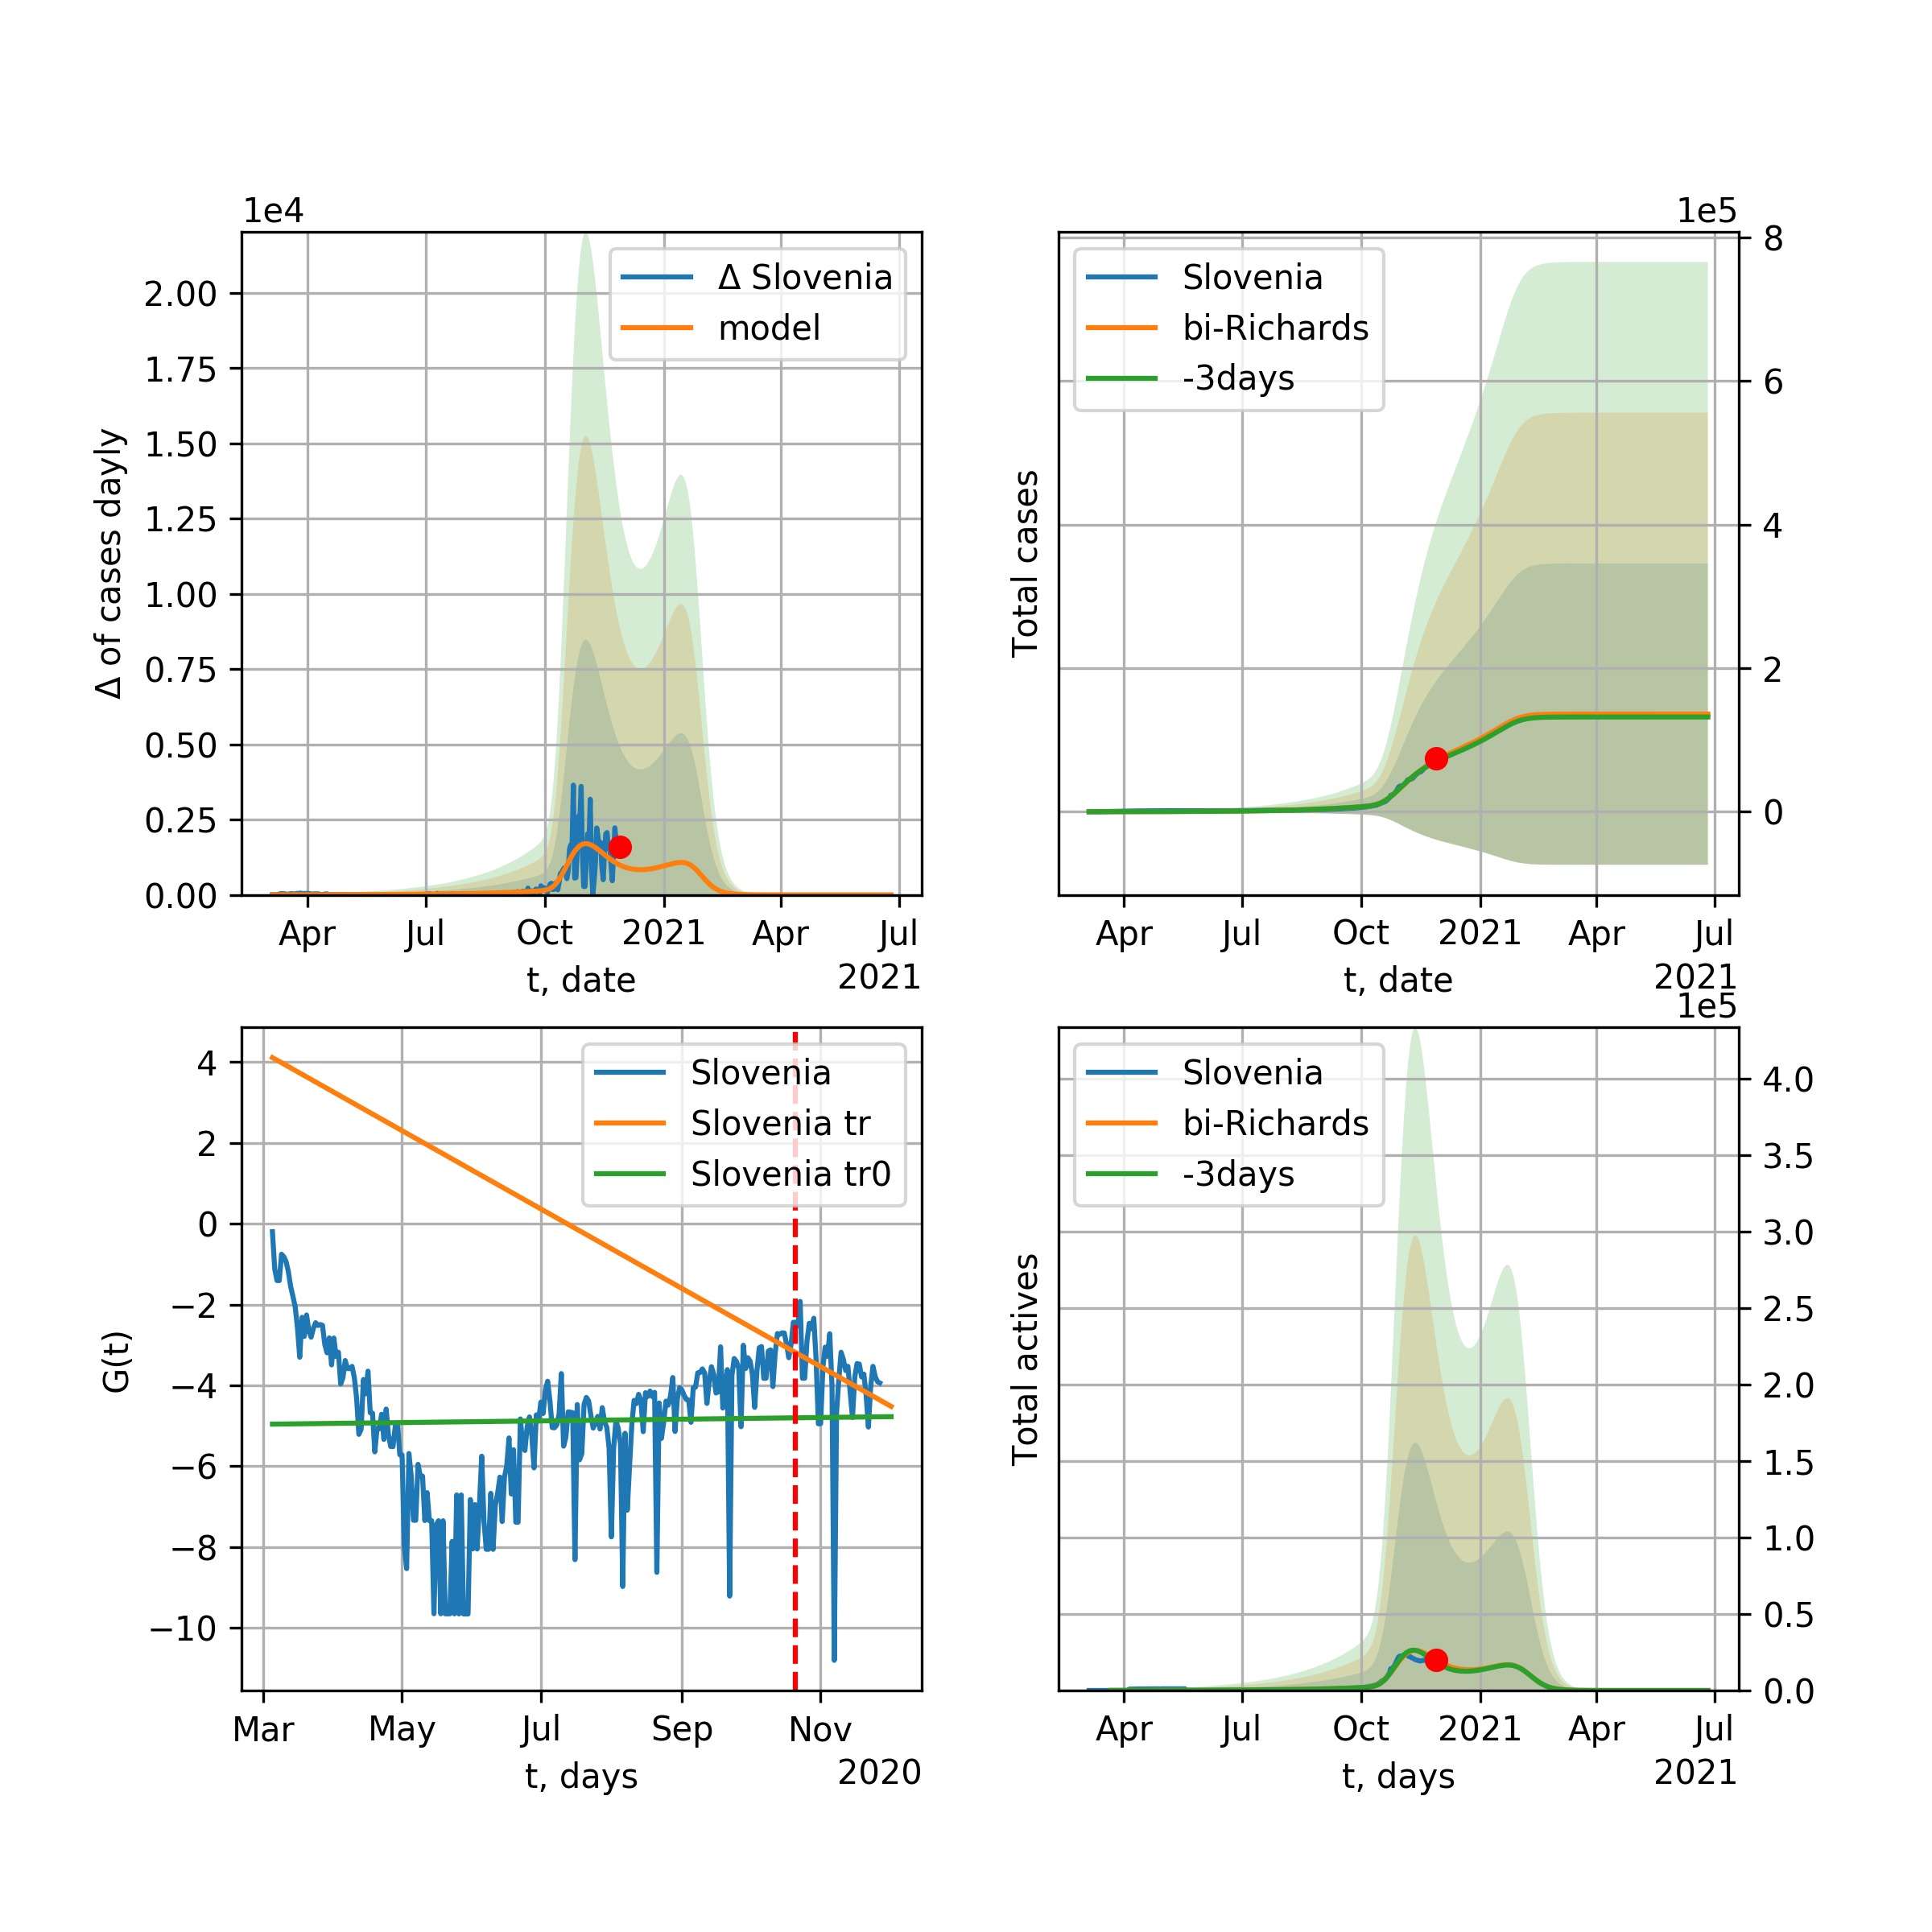 1e4
Δ of cases dayly
2.00
1.75
1.50
1.25
1.00
0.75
0.50
0.25
0.00
Δ Slovenia
model
Apr Jul Oct 2021 Apr Jul
t, date
2021
1e5
Total cases
Slovenia
bi-Richards
-3days
8
6
4
2
0
Apr Jul Oct 2021 Apr Jul
t, date
2021
G(t)
4
2
0
−2
−4
−6
−8
−10
Slovenia
Slovenia tr
Slovenia tr0
Mar May Jul Sep Nov
t, days
2020
1e5
Total actives
Slovenia
bi-Richards
-3days
4.0
3.5
3.0
2.5
2.0
1.5
1.0
0.5
0.0
Apr Jul Oct 2021 Apr Jul
t, days
2021